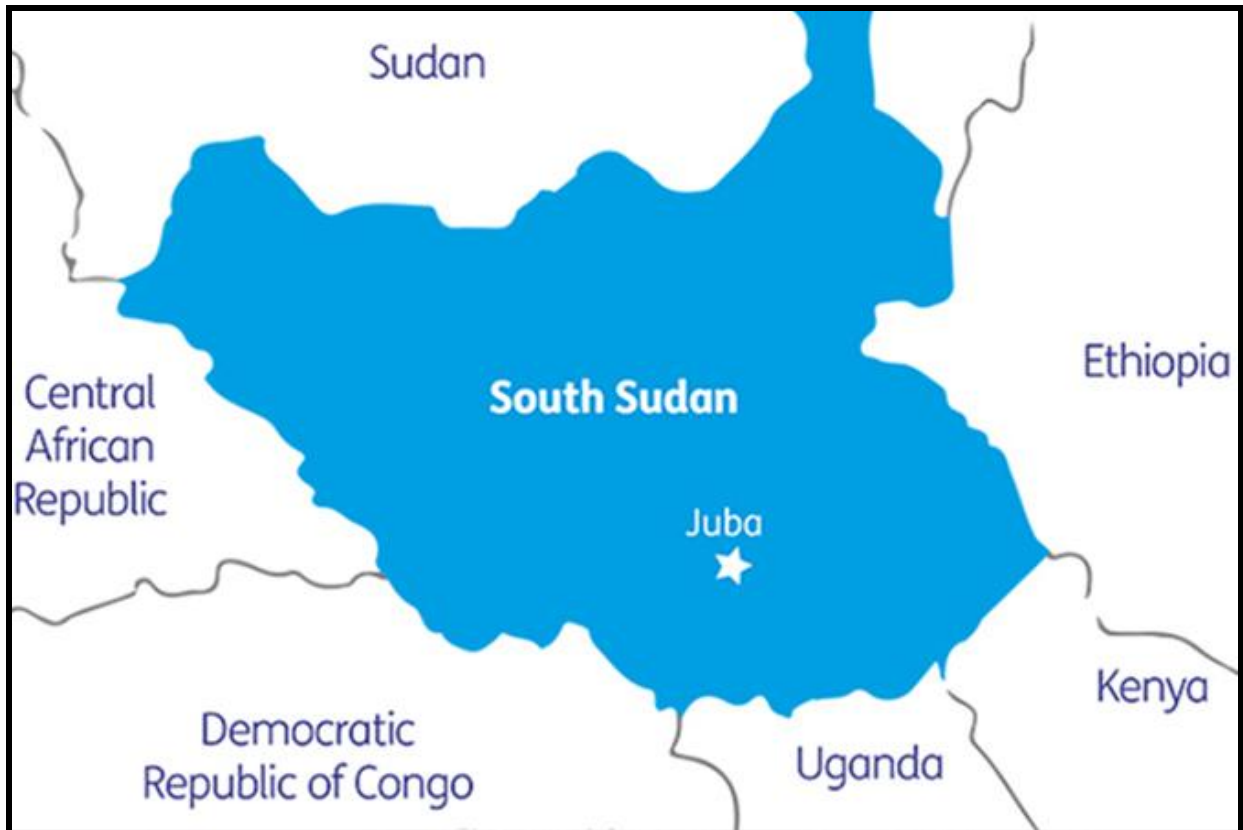 Sudan
Ethiopia
Central
African
Republic
South Sudan
Juba
Kenya
Democratic
Republic of Congo
Uganda